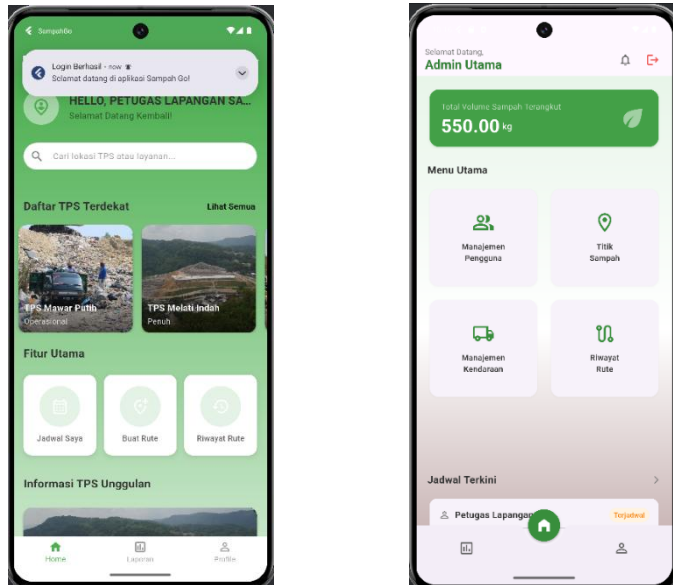 SampahGo
Login Berhasil • now
Selamat datang di aplikasi Sampah Go!
HELLO, PETUGAS LAPANGAN SA...
Selamat Datang Kembali!
Cari lokasi TPS atau layanan...
Daftar TPS Terdekat
Lihat Semua
TPS Mawar Putih
Operasional
TPS Melati Indah
Penuh
Fitur Utama
Jadwal Saya
Buat Rute
Riwayat Rute
Informasi TPS Unggulan
Home
Laporan
Profile
Selamat Datang,
Admin Utama
Total Volume Sampah Terangkut
550.00 kg
Menu Utama
Manajemen
Pengguna
Titik
Sampah
Manajemen
Kendaraan
Riwayat
Rute
Jadwal Terkini
Petugas Lapangan
Terjadwal